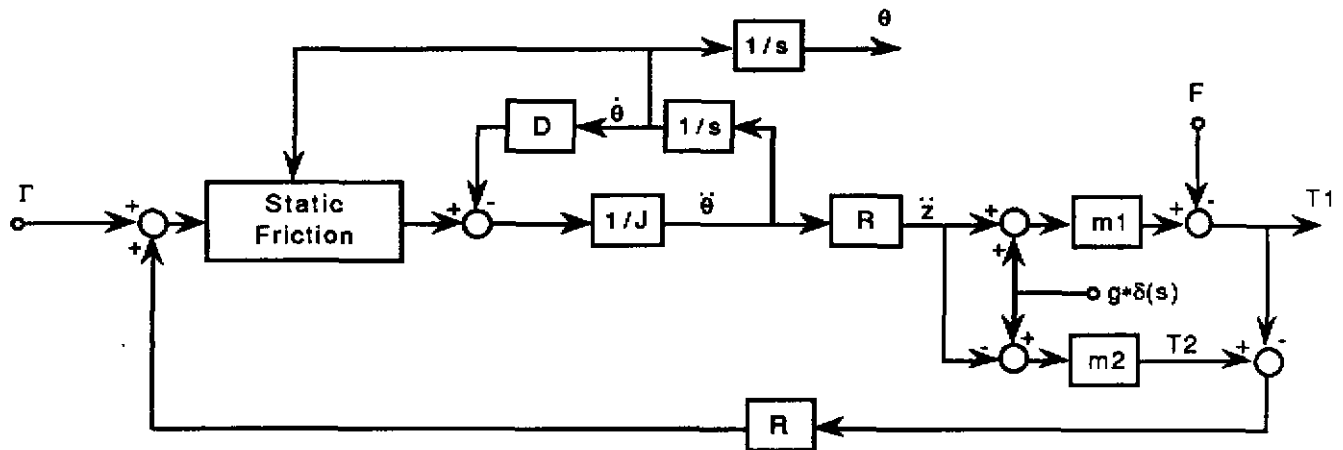 θ
1/s
F
D
θ̇
1/s
Γ
+
+
Static
Friction
+
-
1/J
θ̈
R
z̈
+
+
m1
+
-
T1
g*δ(s)
-
+
m2
T2
+
-
R